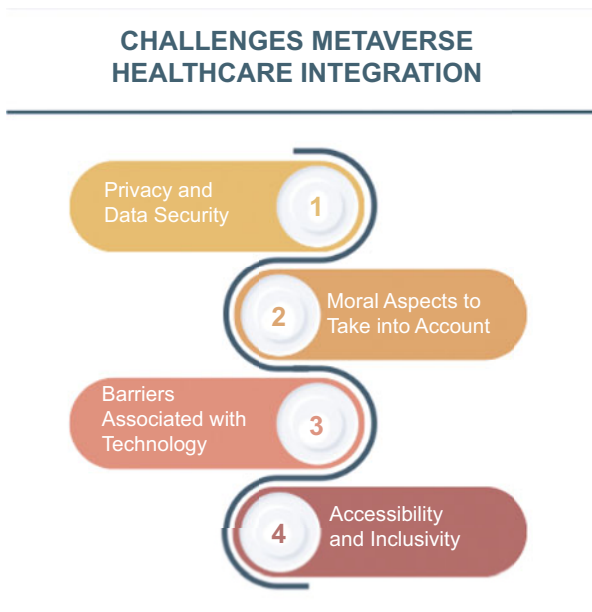 CHALLENGES METAVERSE
HEALTHCARE INTEGRATION
Privacy and
Data Security
1
2
Moral Aspects to
Take into Account
Barriers
Associated with
Technology
3
4
Accessibility
and Inclusivity